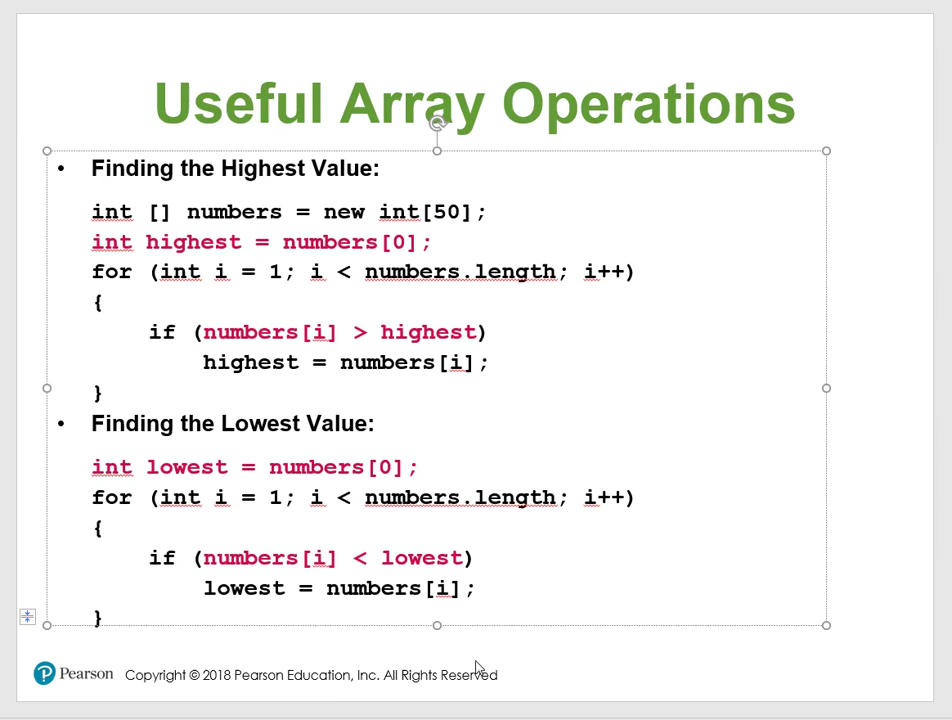 Useful Array Operations
• Finding the Highest Value:
int [] numbers = new int[50];
int highest = numbers[0];
for (int i = 1; i < numbers.length; i++)
{
if (numbers[i] > highest)
highest = numbers[i];
}
• Finding the Lowest Value:
int lowest = numbers[0];
for (int i = 1; i < numbers.length; i++)
{
if (numbers[i] < lowest)
lowest = numbers[i];
}
P Pearson Copyright © 2018 Pearson Education, Inc. All Rights Reserved